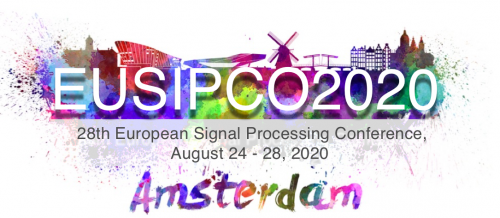 EUSIPCO2020
28th European Signal Processing Conference,
August 24 - 28, 2020
Amsterdam